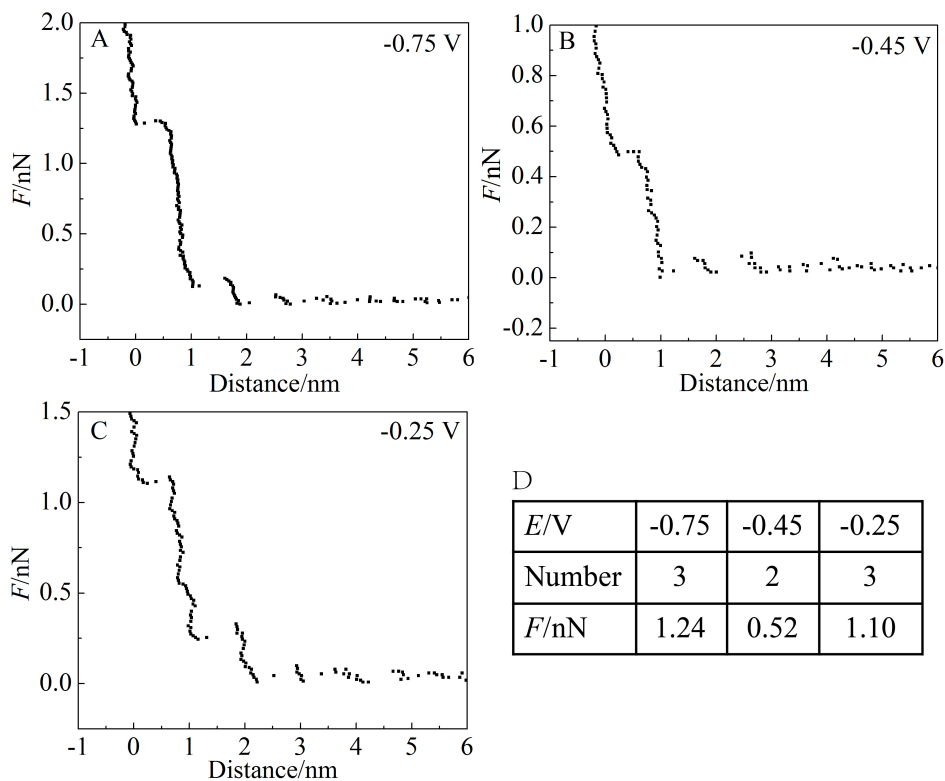 A
-0.75 V
2.0
1.5
1.0
0.5
0.0
F/nN
-1 0 1 2 3 4 5 6
Distance/nm
B
-0.45 V
1.0
0.8
0.6
0.4
0.2
0.0
-0.2
F/nN
-1 0 1 2 3 4 5 6
Distance/nm
C
-0.25 V
1.5
1.0
0.5
0.0
F/nN
-1 0 1 2 3 4 5 6
Distance/nm
D
E/V -0.75 -0.45 -0.25
Number 3 2 3
F/nN 1.24 0.52 1.10